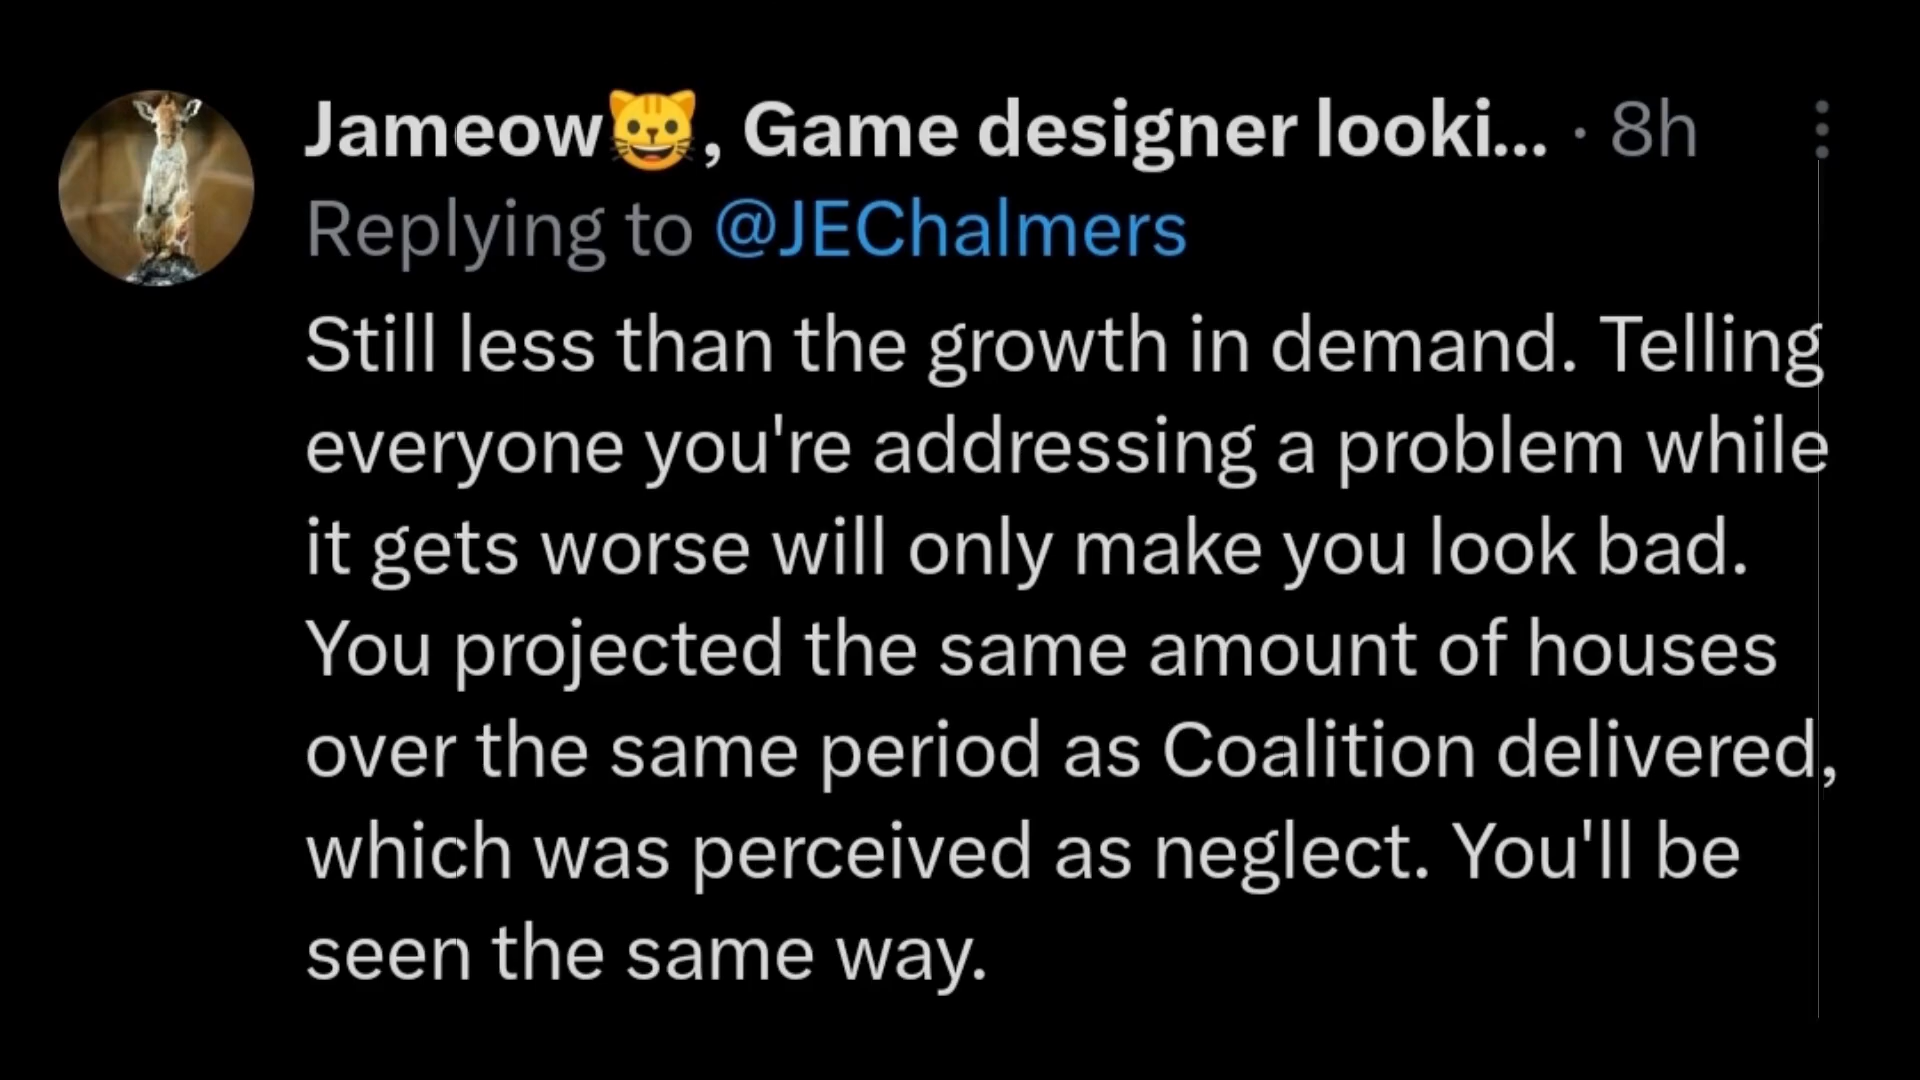 Jameow😺, Game designer looki... · 8h
Replying to @JEChalmers
Still less than the growth in demand. Telling
everyone you're addressing a problem while
it gets worse will only make you look bad.
You projected the same amount of houses
over the same period as Coalition delivered,
which was perceived as neglect. You'll be
seen the same way.